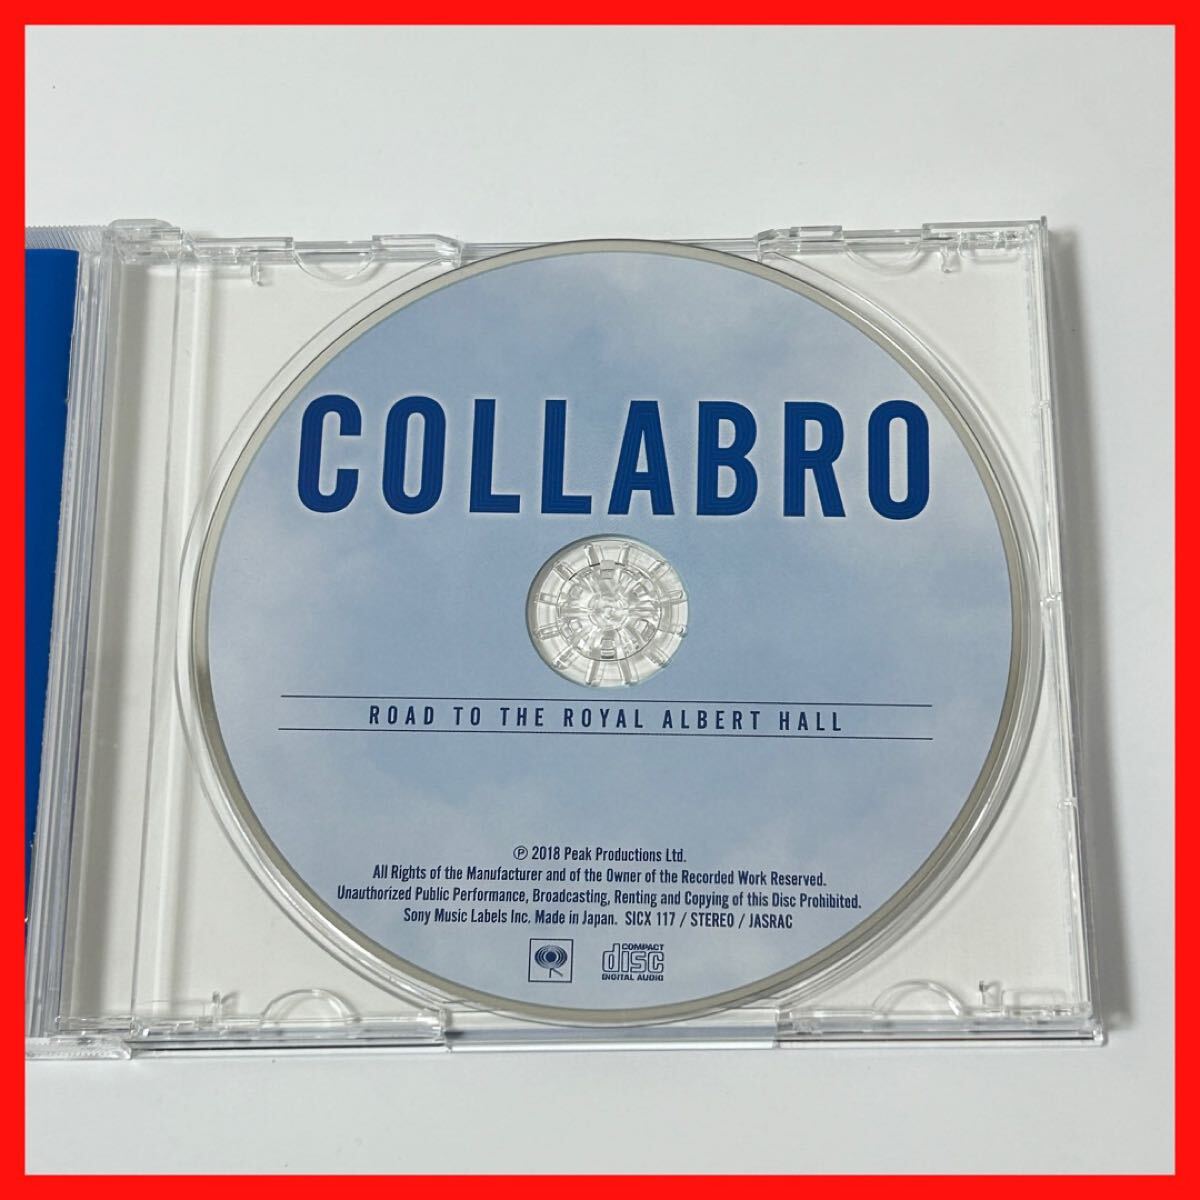 COLLABRO
ROAD TO THE ROYAL ALBERT HALL
℗ 2018 Peak Productions Ltd.
All Rights of the Manufacturer and of the Owner of the Recorded Work Reserved.
Unauthorized Public Performance, Broadcasting, Renting and Copying of this Disc Prohibited.
Sony Music Labels Inc. Made in Japan. SICX 117 / STEREO / JASRAC
COMPACT
disc
DIGITAL AUDIO